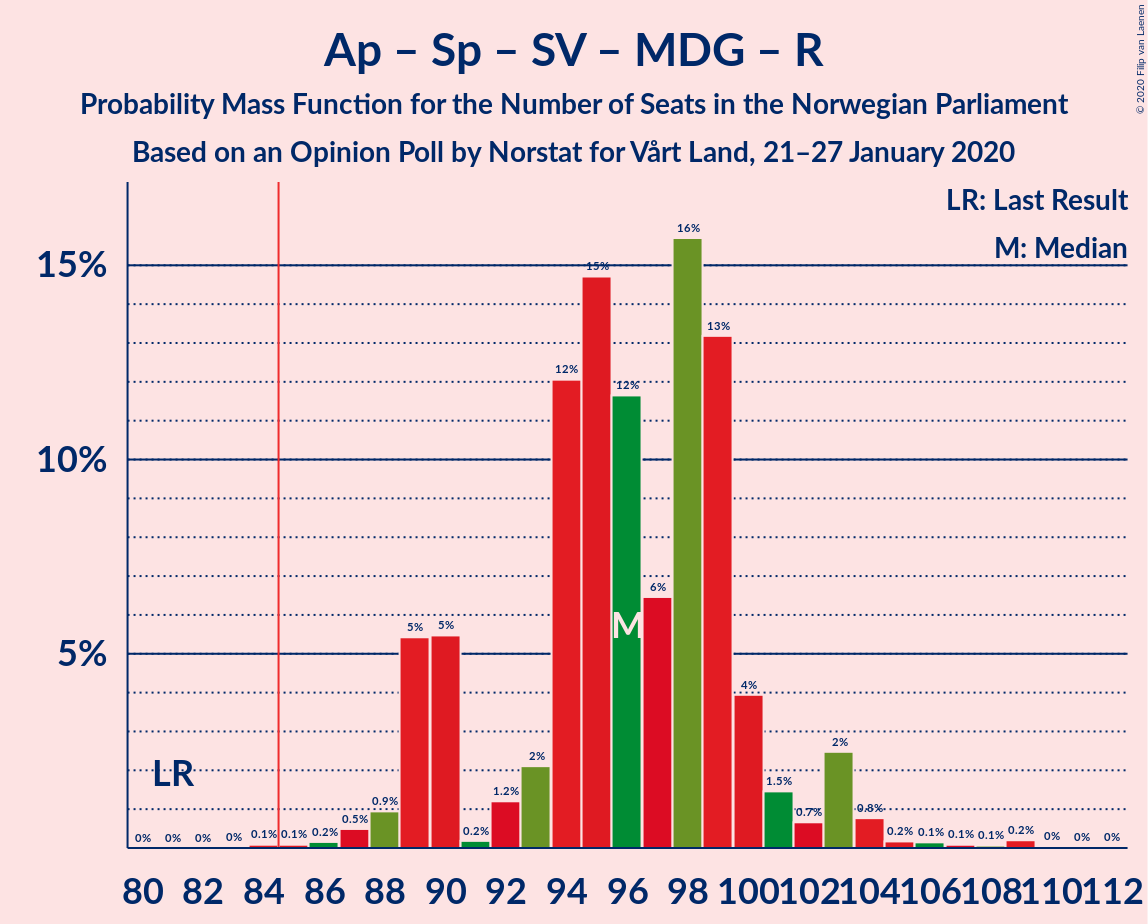 Ap – Sp – SV – MDG – R
Probability Mass Function for the Number of Seats in the Norwegian Parliament
Based on an Opinion Poll by Norstat for Vårt Land, 21–27 January 2020
© 2020 Filip van Laenen
LR: Last Result
M: Median
15%
10%
5%
LR
M
0% 0% 0% 0% 0.1% 0.1% 0.2% 0.5% 0.9% 5% 5% 0.2% 1.2% 2% 12% 15% 12% 6% 16% 13% 4% 1.5% 0.7% 2% 0.8% 0.2% 0.1% 0.1% 0.1% 0.2% 0% 0% 0%
80 82 84 86 88 90 92 94 96 98 100 102 104 106 108 110 112